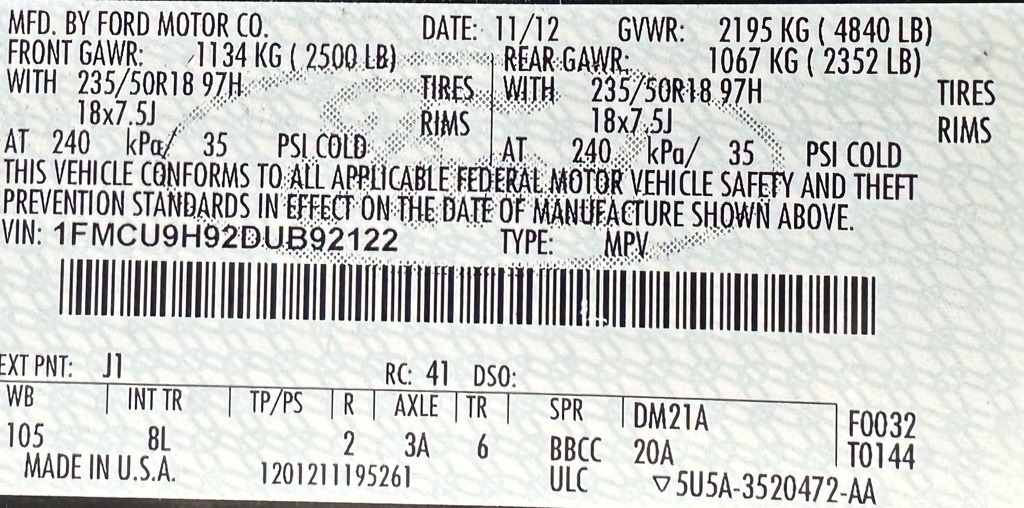 MFD. BY FORD MOTOR CO. DATE: 11/12 GVWR: 2195 KG ( 4840 LB)
FRONT GAWR: 1134 KG ( 2500 LB) REAR GAWR: 1067 KG ( 2352 LB)
WITH 235/50R18 97H TIRES WITH 235/50R18 97H TIRES
18x7.5J RIMS 18x7.5J RIMS
AT 240 kPa/ 35 PSI COLD AT 240 kPa/ 35 PSI COLD
THIS VEHICLE CONFORMS TO ALL APPLICABLE FEDERAL MOTOR VEHICLE SAFETY AND THEFT
PREVENTION STANDARDS IN EFFECT ON THE DATE OF MANUFACTURE SHOWN ABOVE.
VIN: 1FMCU9H92DUB92122 TYPE: MPV
EXT PNT: J1 RC: 41 DSO:
WB INT TR TP/PS R AXLE TR SPR DM21A F0032
105 8L 2 3A 6 BBCC 20A T0144
MADE IN U.S.A. 1201211195261 ULC ▽5U5A-3520472-AA